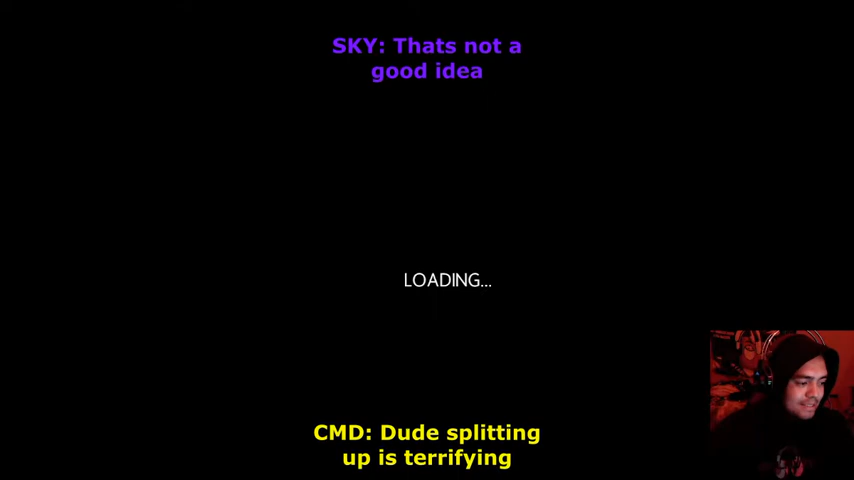 SKY: Thats not a
good idea
LOADING...
CMD: Dude splitting
up is terrifying